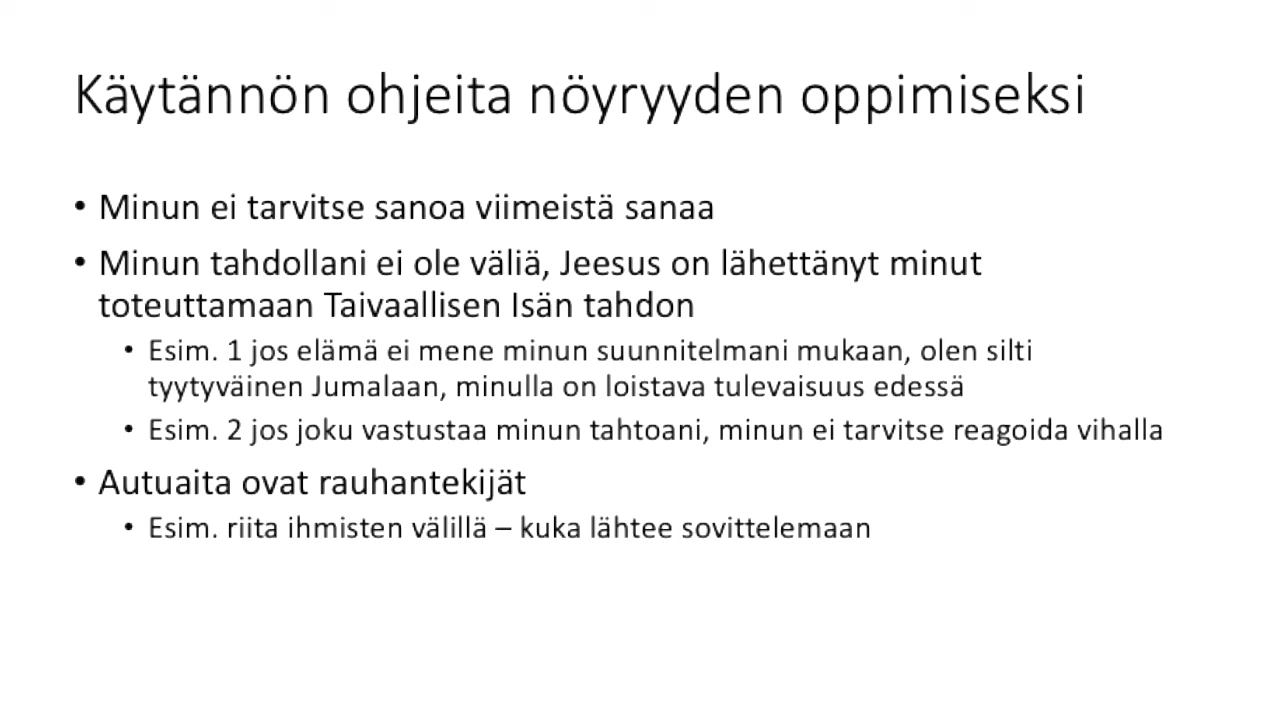 Käytännön ohjeita nöyryyden oppimiseksi
• Minun ei tarvitse sanoa viimeistä sanaa
• Minun tahdollani ei ole väliä, Jeesus on lähettänyt minut
toteuttamaan Taivaallisen Isän tahdon
• Esim. 1 jos elämä ei mene minun suunnitelmani mukaan, olen silti
tyytyväinen Jumalaan, minulla on loistava tulevaisuus edessä
• Esim. 2 jos joku vastustaa minun tahtoani, minun ei tarvitse reagoida vihalla
• Autuaita ovat rauhantekijät
• Esim. riita ihmisten välillä – kuka lähtee sovittelemaan